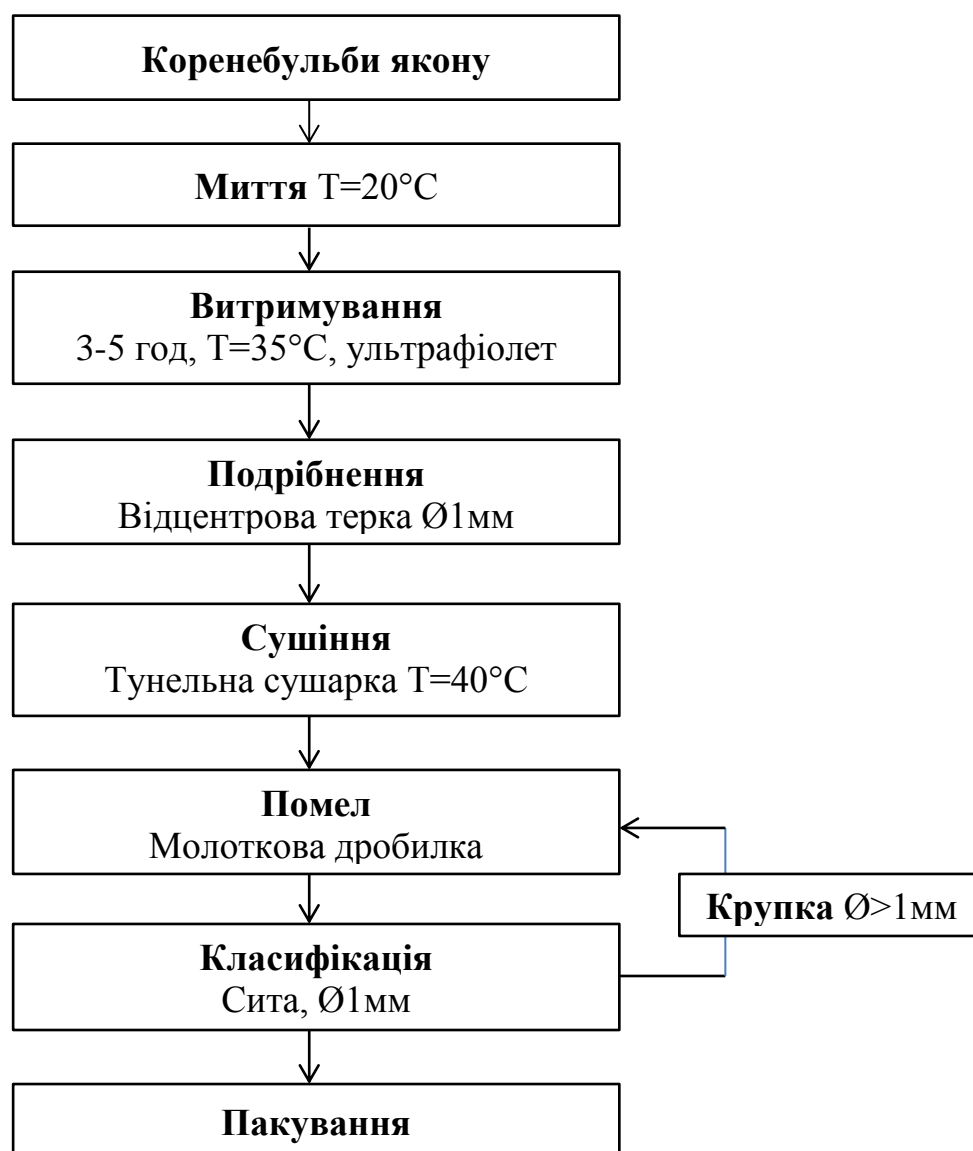 Коренебульби якону
Миття Т=20°С
Витримування
3-5 год, Т=35°С, ультрафіолет
Подрібнення
Відцентрова терка Ø1мм
Сушіння
Тунельна сушарка Т=40°С
Помел
Молоткова дробилка
Крупка Ø>1мм
Класифікація
Сита, Ø1мм
Пакування